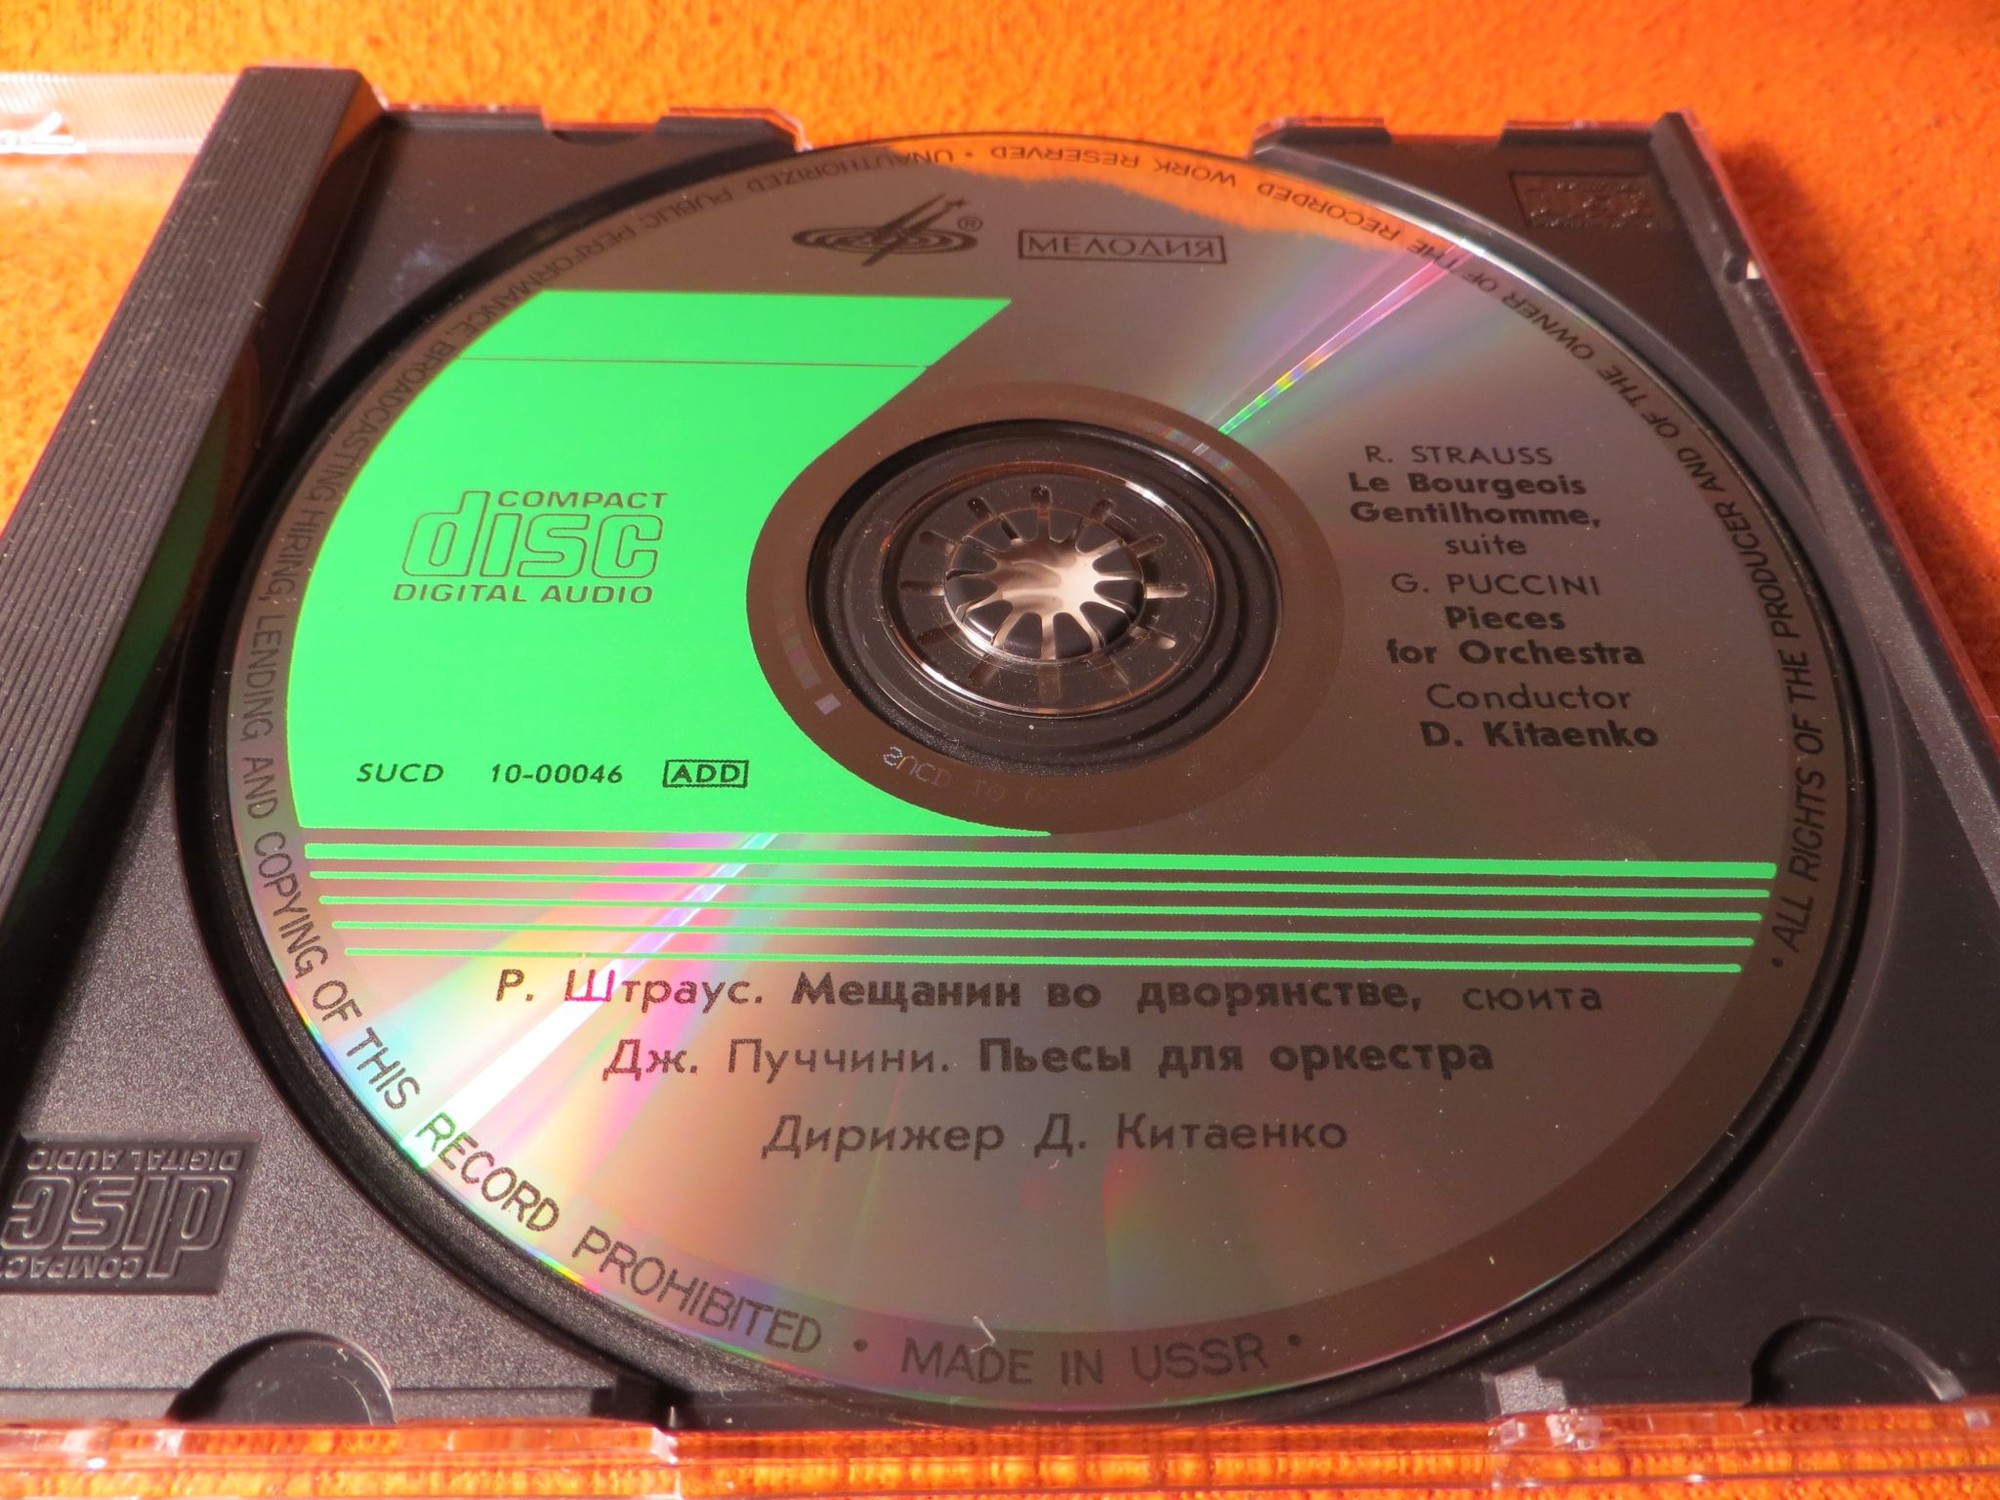 ®
МЕЛОДИЯ
COMPACT
disc
DIGITAL AUDIO
SUCD 10-00046 ADD
R. STRAUSS
Le Bourgeois
Gentilhomme,
suite
G. PUCCINI
Pieces
for Orchestra
Conductor
D. Kitaenko
Р. Штраус. Мещанин во дворянстве, сюита
Дж. Пуччини. Пьесы для оркестра
Дирижер Д. Китаенко
• ALL RIGHTS OF THE PRODUCER AND OF THE OWNER OF THE RECORDED WORK RESERVED • UNAUTHORIZED PUBLIC PERFORMANCE, BROADCASTING HIRING, LENDING AND COPYING OF THIS RECORD PROHIBITED • MADE IN USSR •
SUCD 10
COMPACT
disc
DIGITAL AUDIO